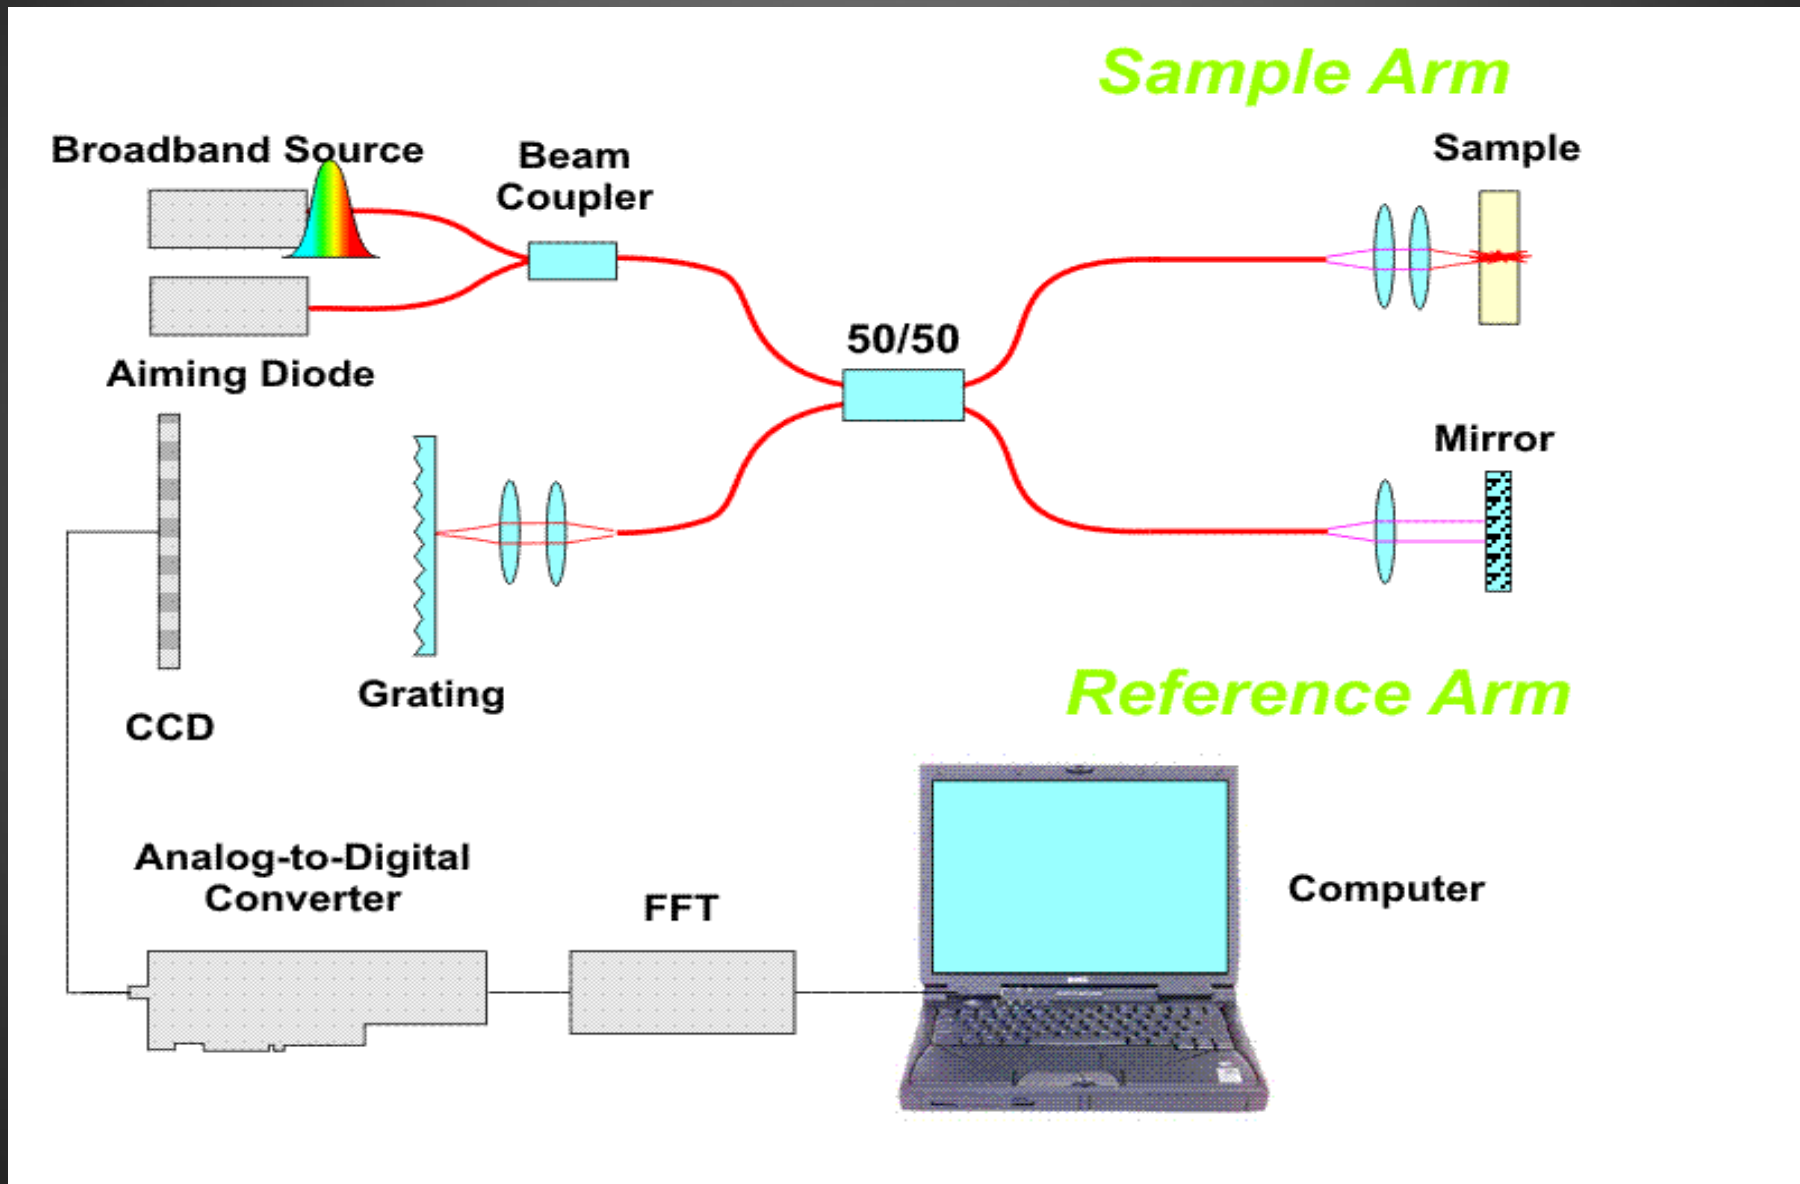 Sample Arm
Broadband Source
Beam
Coupler
Sample
50/50
Aiming Diode
Mirror
Grating
CCD
Reference Arm
Analog-to-Digital
Converter
FFT
Computer